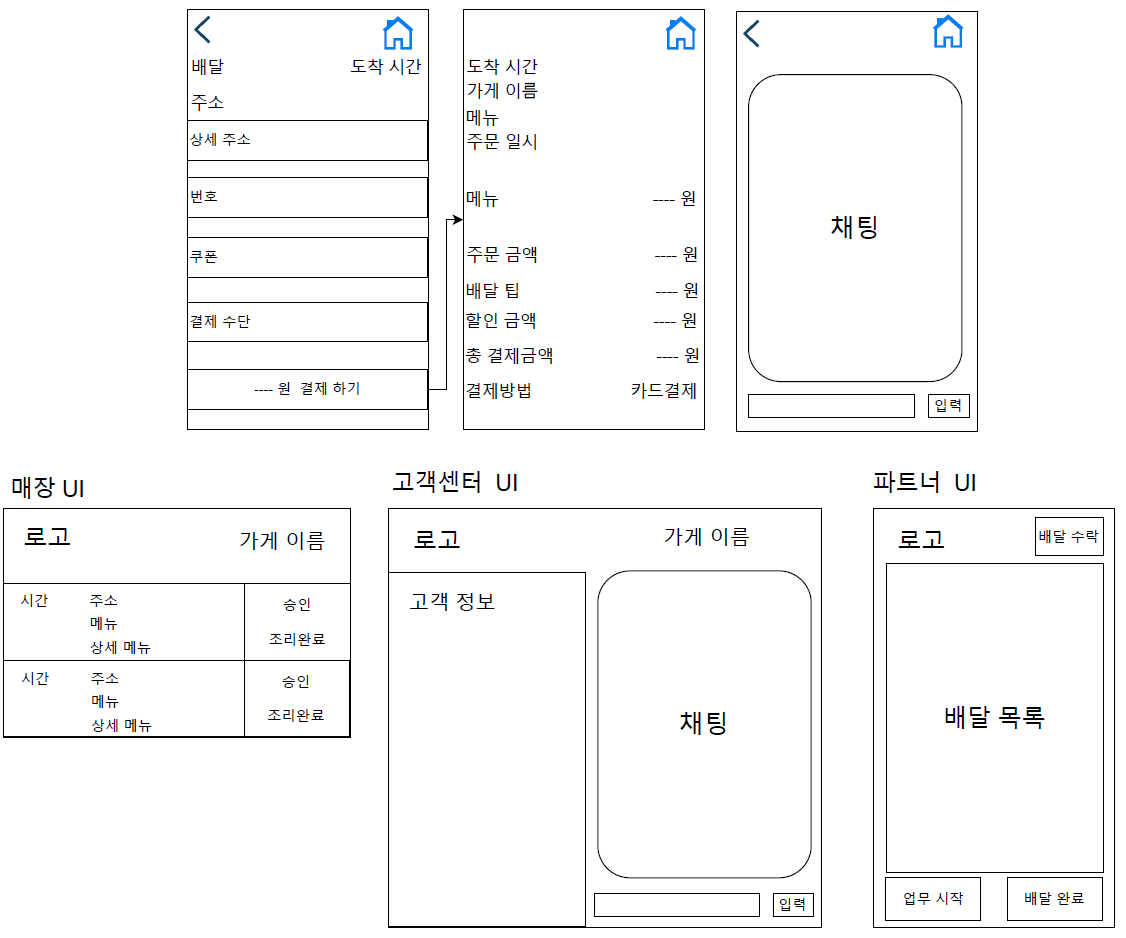 배달 도착 시간
주소
상세 주소
번호
쿠폰
결제 수단
---- 원 결제 하기
도착 시간
가게 이름
메뉴
주문 일시
메뉴 ---- 원
주문 금액 ---- 원
배달 팁 ---- 원
할인 금액 ---- 원
총 결제금액 ---- 원
결제방법 카드결제
채팅
입력
매장 UI
로고 가게 이름
시간 주소
메뉴
상세 메뉴
승인
조리완료
시간 주소
메뉴
상세 메뉴
승인
조리완료
고객센터 UI
로고 가게 이름
고객 정보
채팅
입력
파트너 UI
로고 배달 수락
배달 목록
업무 시작 배달 완료